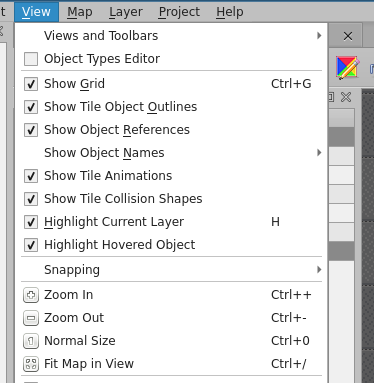 t View Map Layer Project Help
Views and Toolbars
Object Types Editor
Show Grid Ctrl+G
Show Tile Object Outlines
Show Object References
Show Object Names
Show Tile Animations
Show Tile Collision Shapes
Highlight Current Layer H
Highlight Hovered Object
Snapping
Zoom In Ctrl++
Zoom Out Ctrl+-
Normal Size Ctrl+0
Fit Map in View Ctrl+/